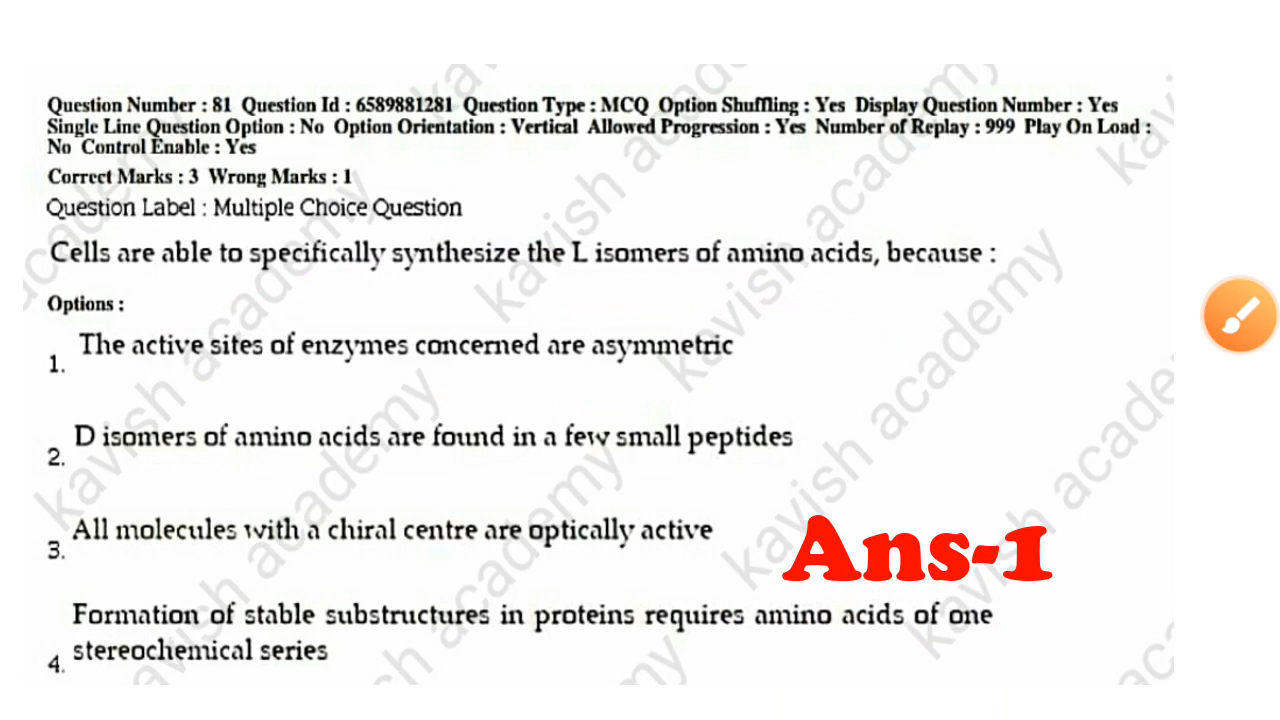 Question Number : 81 Question Id : 6589881281 Question Type : MCQ Option Shuffling : Yes Display Question Number : Yes
Single Line Question Option : No Option Orientation : Vertical Allowed Progression : Yes Number of Replay : 999 Play On Load :
No Control Enable : Yes
Correct Marks : 3 Wrong Marks : 1
Question Label : Multiple Choice Question
Cells are able to specifically synthesize the L isomers of amino acids, because :
Options :
1. The active sites of enzymes concerned are asymmetric
2. D isomers of amino acids are found in a few small peptides
3. All molecules with a chiral centre are optically active
Ans-1
4. Formation of stable substructures in proteins requires amino acids of one
stereochemical series
kavish academy